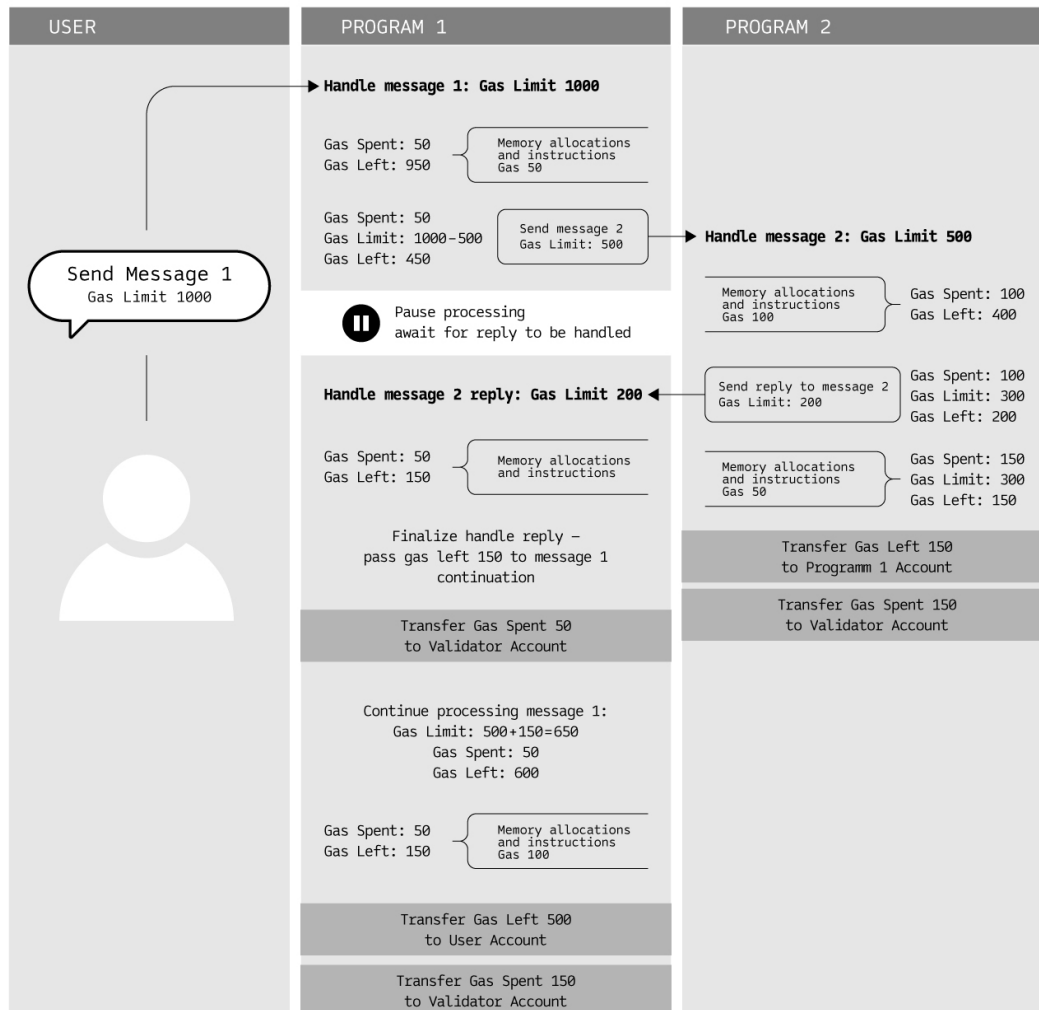 USER
Send Message 1
Gas Limit 1000
PROGRAM 1
Handle message 1: Gas Limit 1000
Gas Spent: 50
Gas Left: 950
Memory allocations
and instructions
Gas 50
Gas Spent: 50
Gas Limit: 1000–500
Gas Left: 450
Send message 2
Gas Limit: 500
Pause processing
await for reply to be handled
Handle message 2 reply: Gas Limit 200
Gas Spent: 50
Gas Left: 150
Memory allocations
and instructions
Finalize handle reply –
pass gas left 150 to message 1
continuation
Transfer Gas Spent 50
to Validator Account
Continue processing message 1:
Gas Limit: 500+150=650
Gas Spent: 50
Gas Left: 600
Gas Spent: 50
Gas Left: 150
Memory allocations
and instructions
Gas 100
Transfer Gas Left 500
to User Account
Transfer Gas Spent 150
to Validator Account
PROGRAM 2
Handle message 2: Gas Limit 500
Memory allocations
and instructions
Gas 100
Gas Spent: 100
Gas Left: 400
Send reply to message 2
Gas Limit: 200
Gas Spent: 100
Gas Limit: 300
Gas Left: 200
Memory allocations
and instructions
Gas 50
Gas Spent: 150
Gas Limit: 300
Gas Left: 150
Transfer Gas Left 150
to Programm 1 Account
Transfer Gas Spent 150
to Validator Account